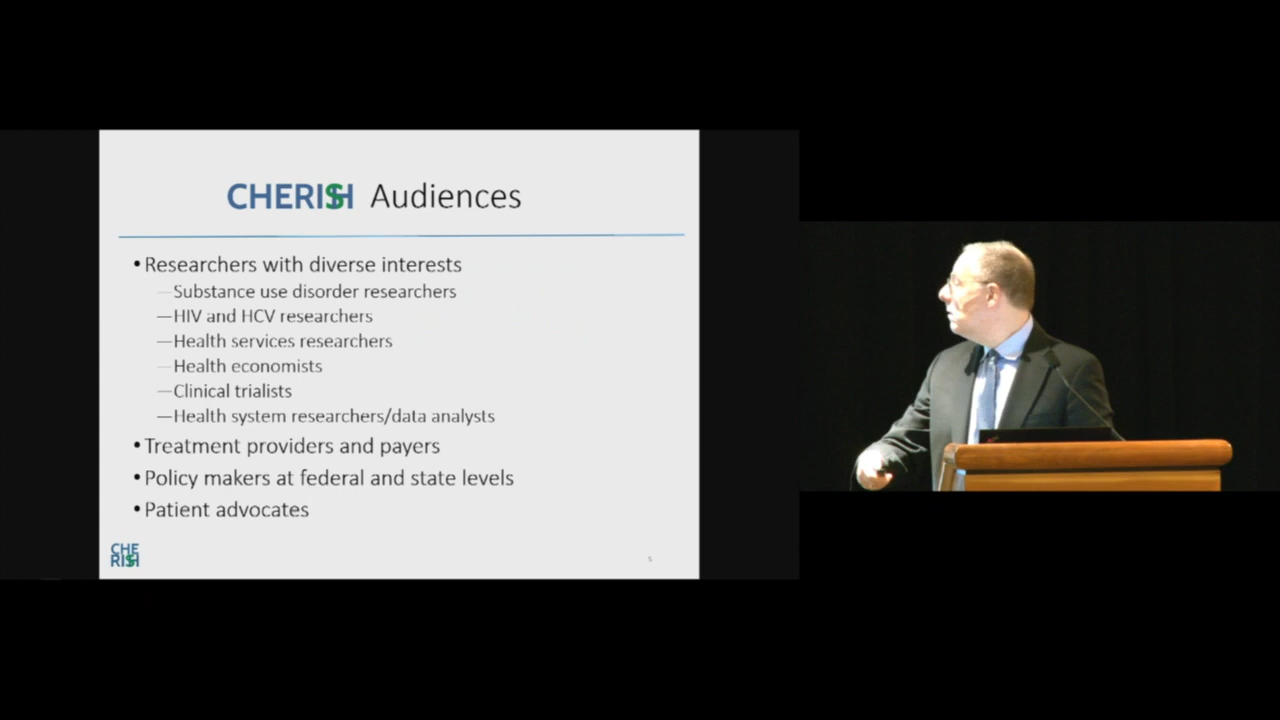 CHERISH Audiences
• Researchers with diverse interests
—Substance use disorder researchers
—HIV and HCV researchers
—Health services researchers
—Health economists
—Clinical trialists
—Health system researchers/data analysts
• Treatment providers and payers
• Policy makers at federal and state levels
• Patient advocates
CHE
RISH
5